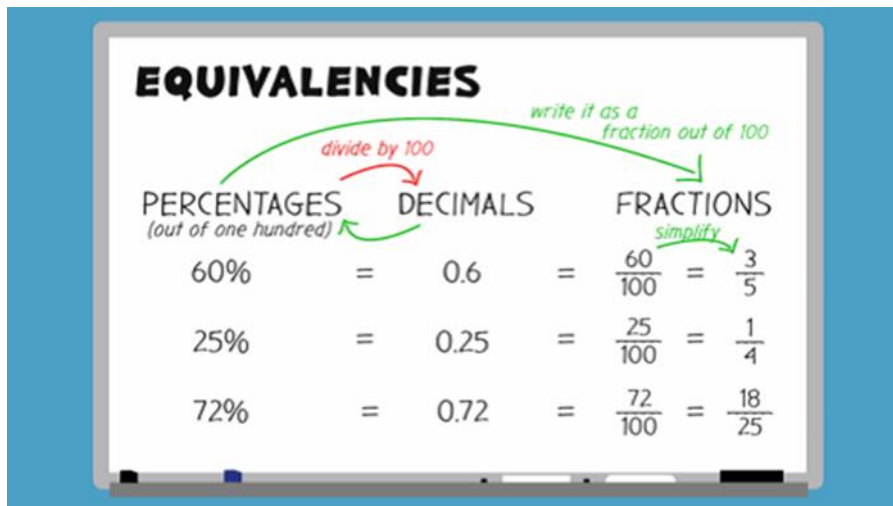 EQUIVALENCIES
write it as a
fraction out of 100
divide by 100
PERCENTAGES DECIMALS FRACTIONS
(out of one hundred) simplify
60% = 0.6 = 60/100 = 3/5
25% = 0.25 = 25/100 = 1/4
72% = 0.72 = 72/100 = 18/25